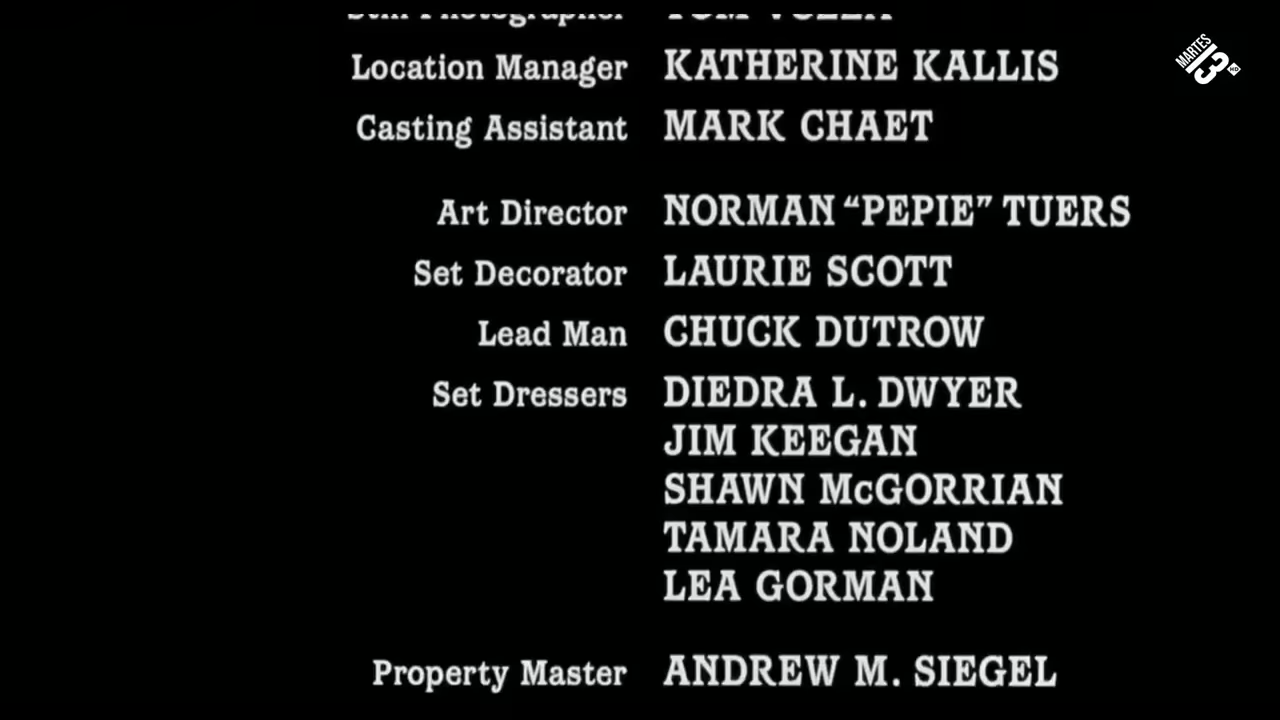 Location Manager KATHERINE KALLIS
Casting Assistant MARK CHAET
Art Director NORMAN “PEPIE” TUERS
Set Decorator LAURIE SCOTT
Lead Man CHUCK DUTROW
Set Dressers DIEDRA L. DWYER
JIM KEEGAN
SHAWN McGORRIAN
TAMARA NOLAND
LEA GORMAN
Property Master ANDREW M. SIEGEL
MARTES
13
HD